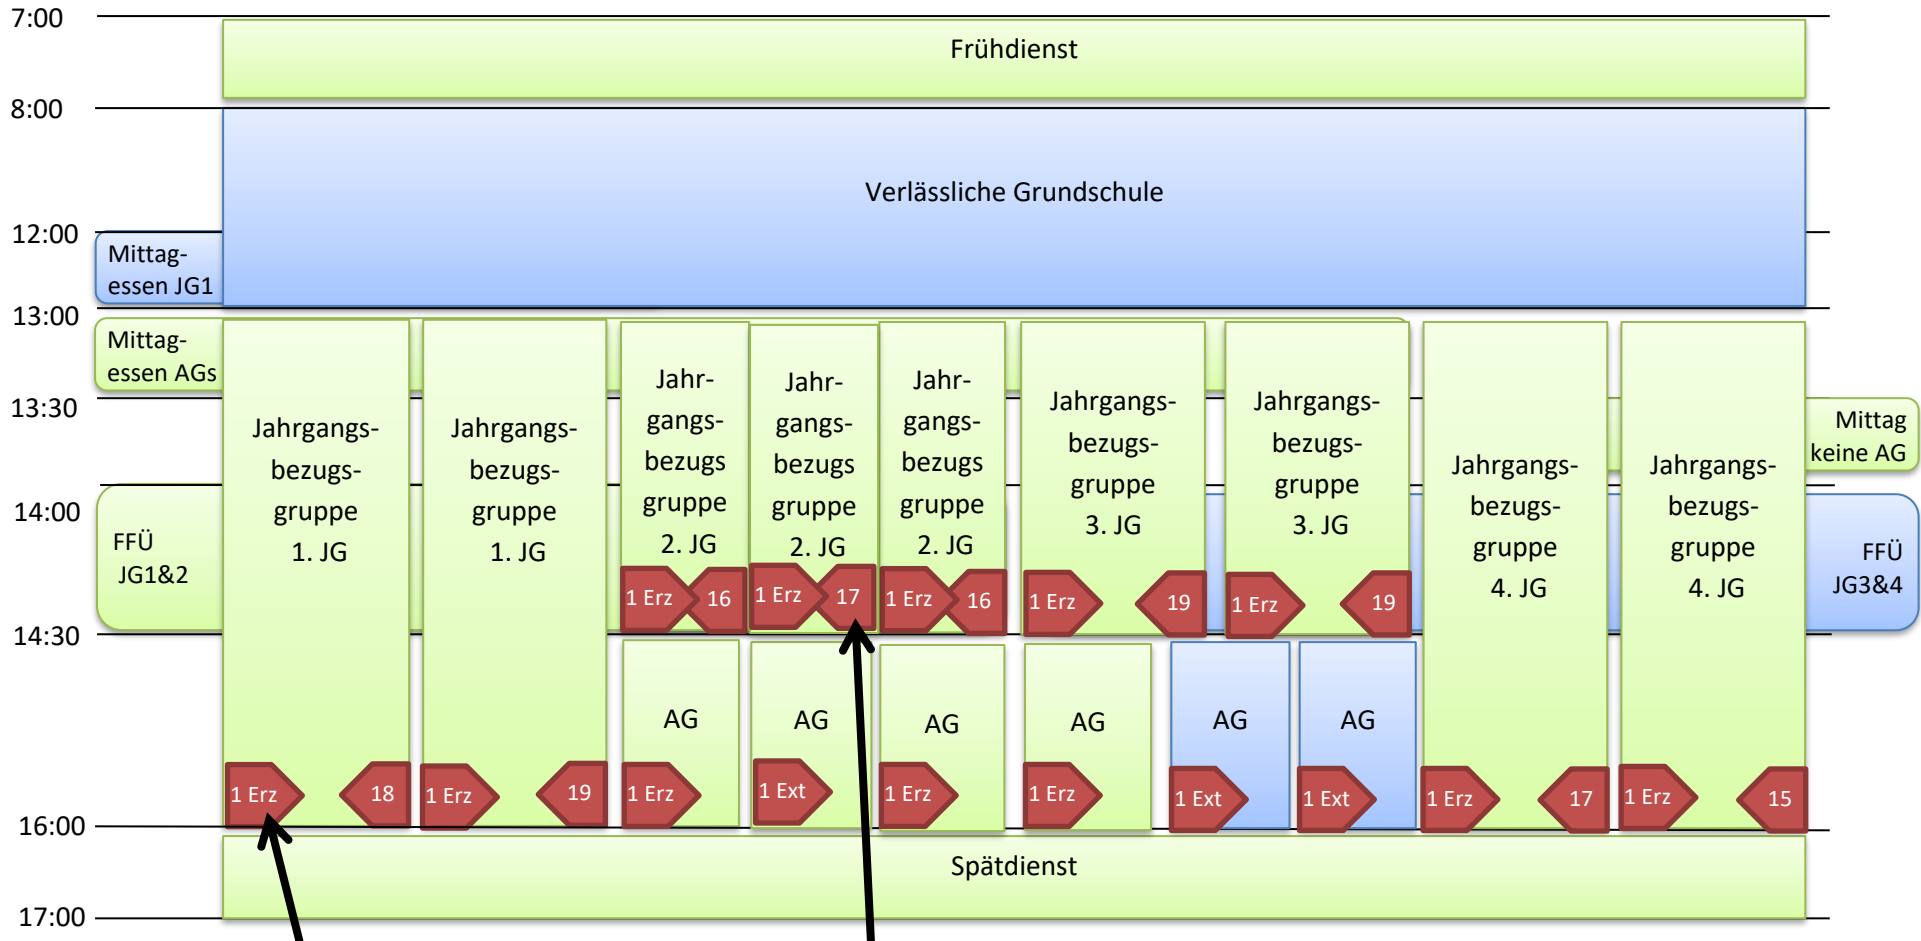 7:00
Frühdienst
8:00
Verlässliche Grundschule
12:00
Mittag-
essen JG1
13:00
Mittag-
essen AGs
13:30
Mittag
keine AG
14:00
FFÜ
JG1&2
FFÜ
JG3&4
14:30
Jahrgangs-
bezugs-
gruppe
1. JG
1 Erz
18
Jahrgangs-
bezugs-
gruppe
1. JG
1 Erz
19
Jahr-
gangs-
bezugs
gruppe
2. JG
1 Erz
16
Jahr-
gangs-
bezugs
gruppe
2. JG
1 Erz
17
Jahr-
gangs-
bezugs
gruppe
2. JG
1 Erz
16
Jahrgangs-
bezugs-
gruppe
3. JG
1 Erz
19
Jahrgangs-
bezugs-
gruppe
3. JG
1 Erz
19
Jahrgangs-
bezugs-
gruppe
4. JG
1 Erz
17
Jahrgangs-
bezugs-
gruppe
4. JG
1 Erz
15
AG
1 Erz
AG
1 Ext
AG
1 Erz
AG
1 Erz
AG
1 Ext
AG
1 Ext
16:00
Spätdienst
17:00